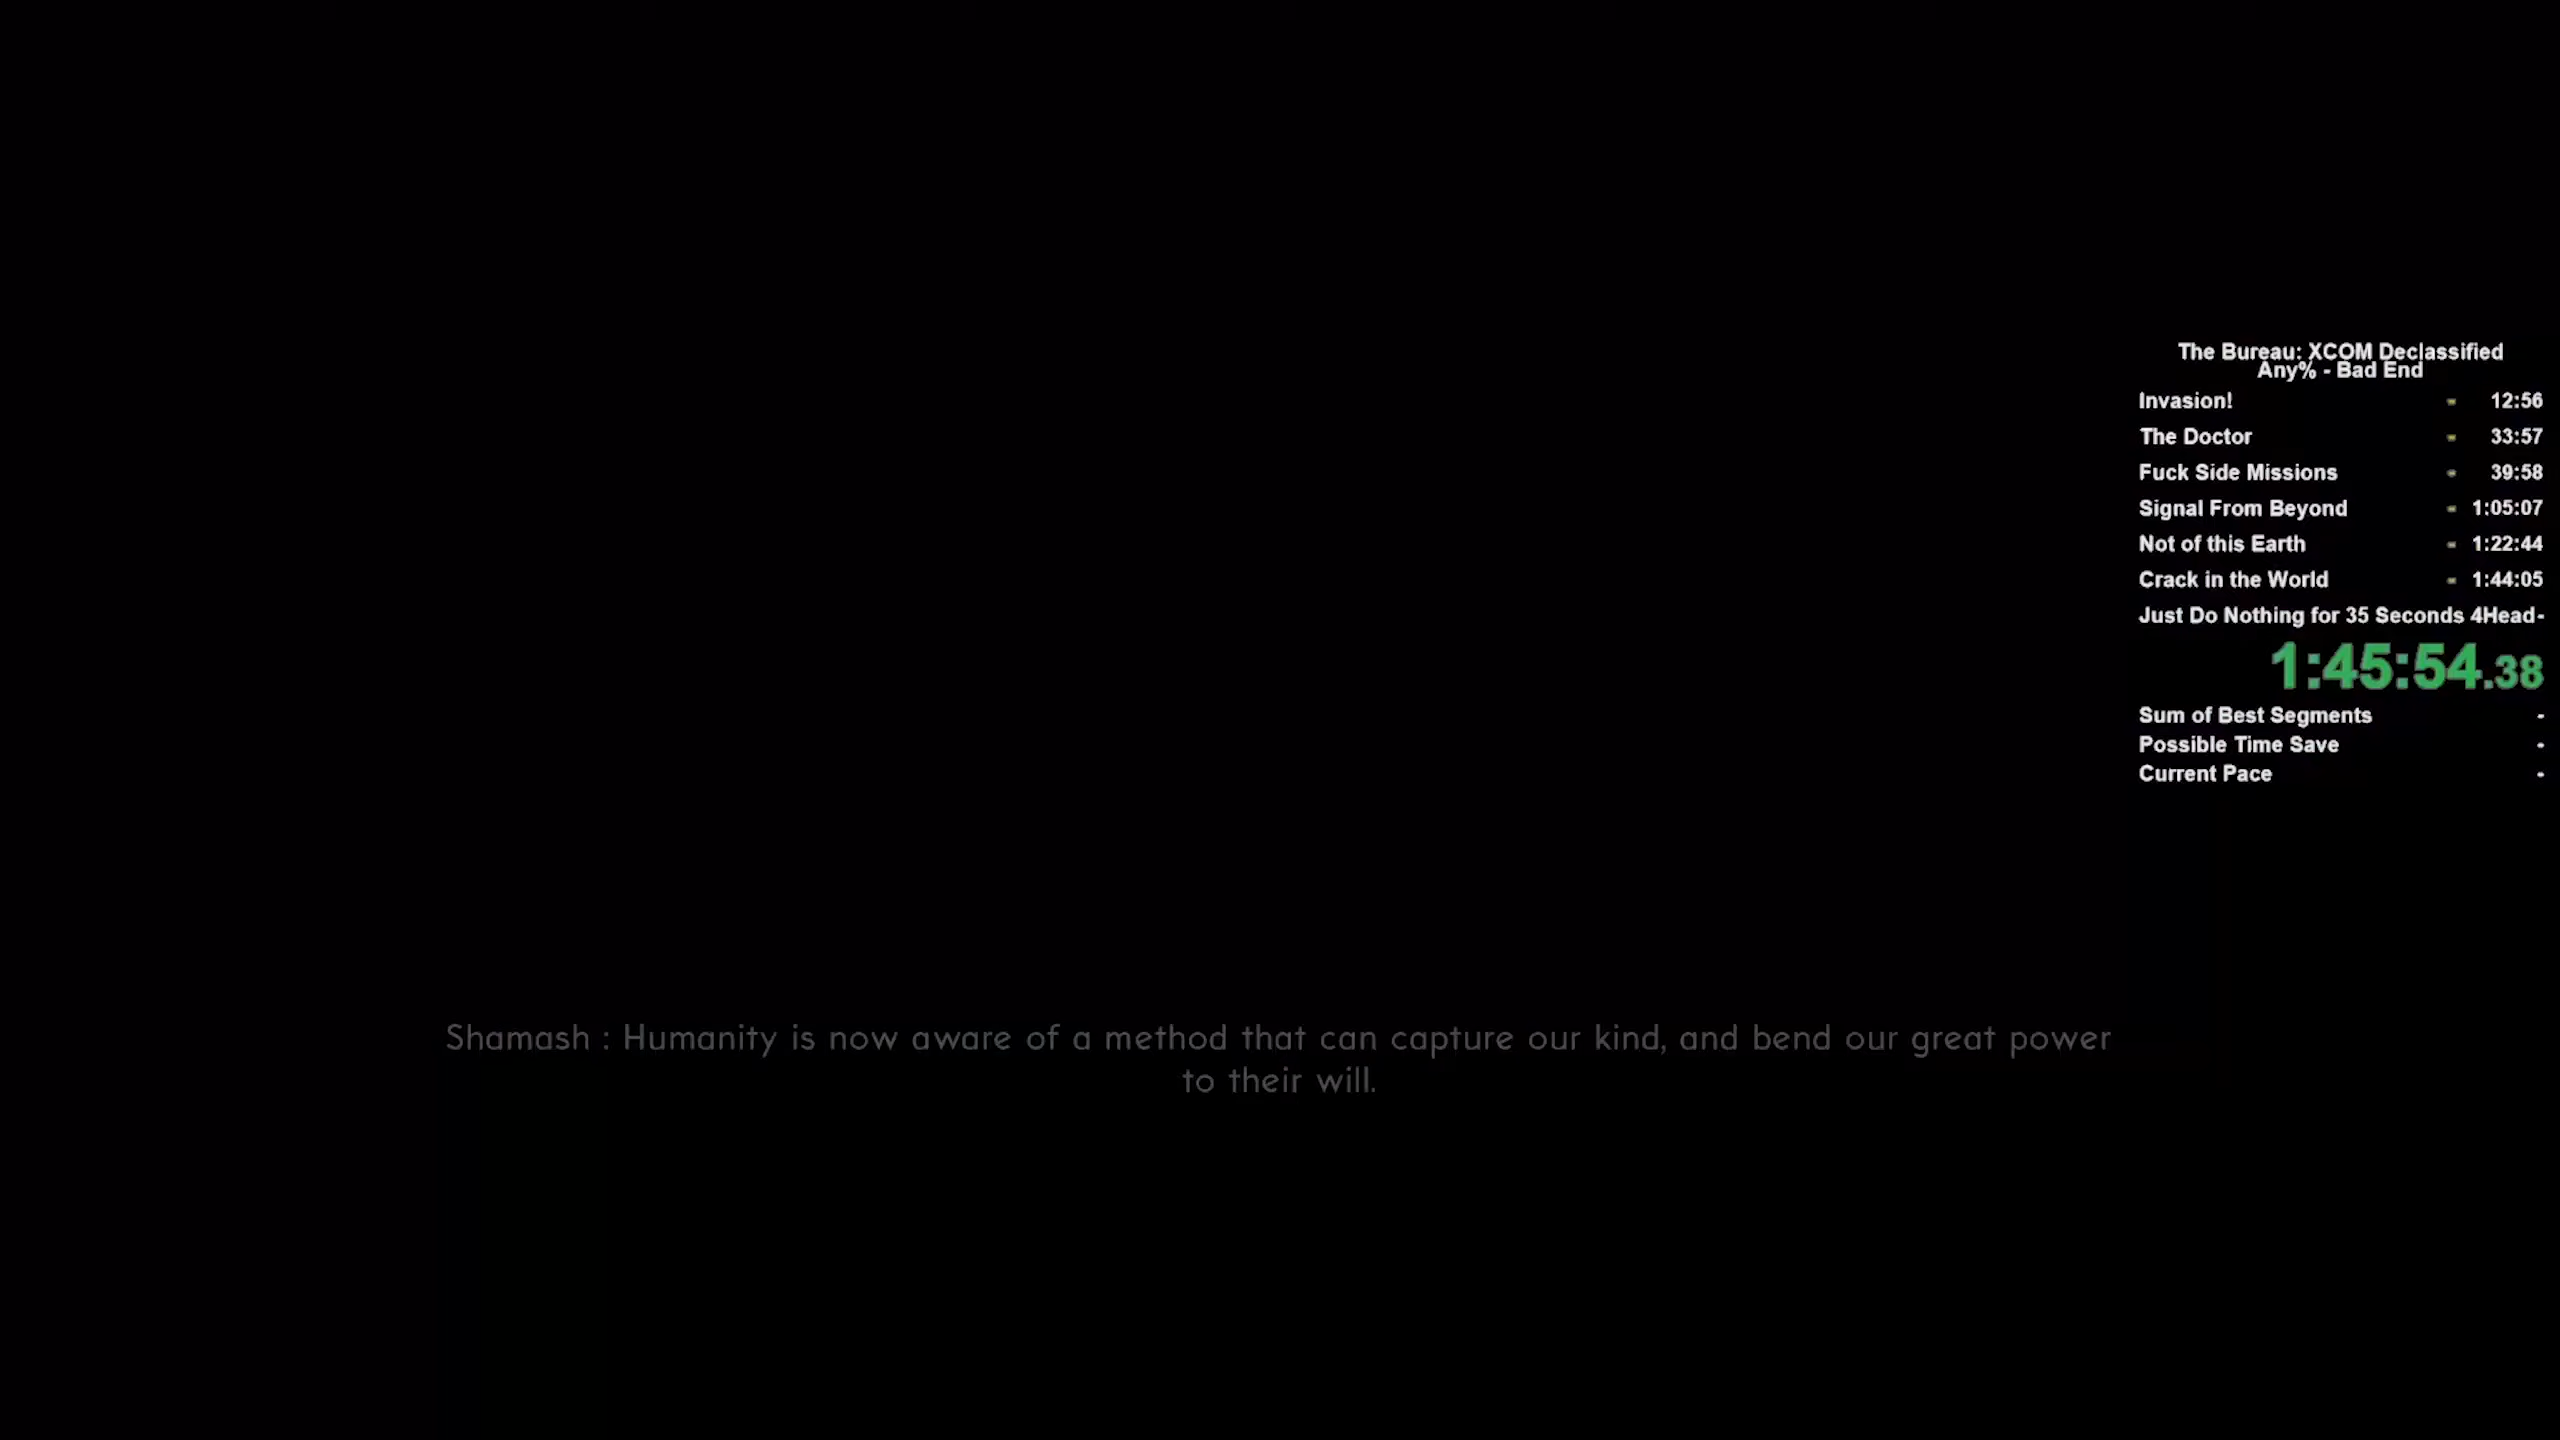 The Bureau: XCOM Declassified
Any% - Bad End
Invasion! - 12:56
The Doctor - 33:57
Fuck Side Missions - 39:58
Signal From Beyond - 1:05:07
Not of this Earth - 1:22:44
Crack in the World - 1:44:05
Just Do Nothing for 35 Seconds 4Head-
1:45:54.38
Sum of Best Segments -
Possible Time Save -
Current Pace -
Shamash : Humanity is now aware of a method that can capture our kind, and bend our great power
to their will.